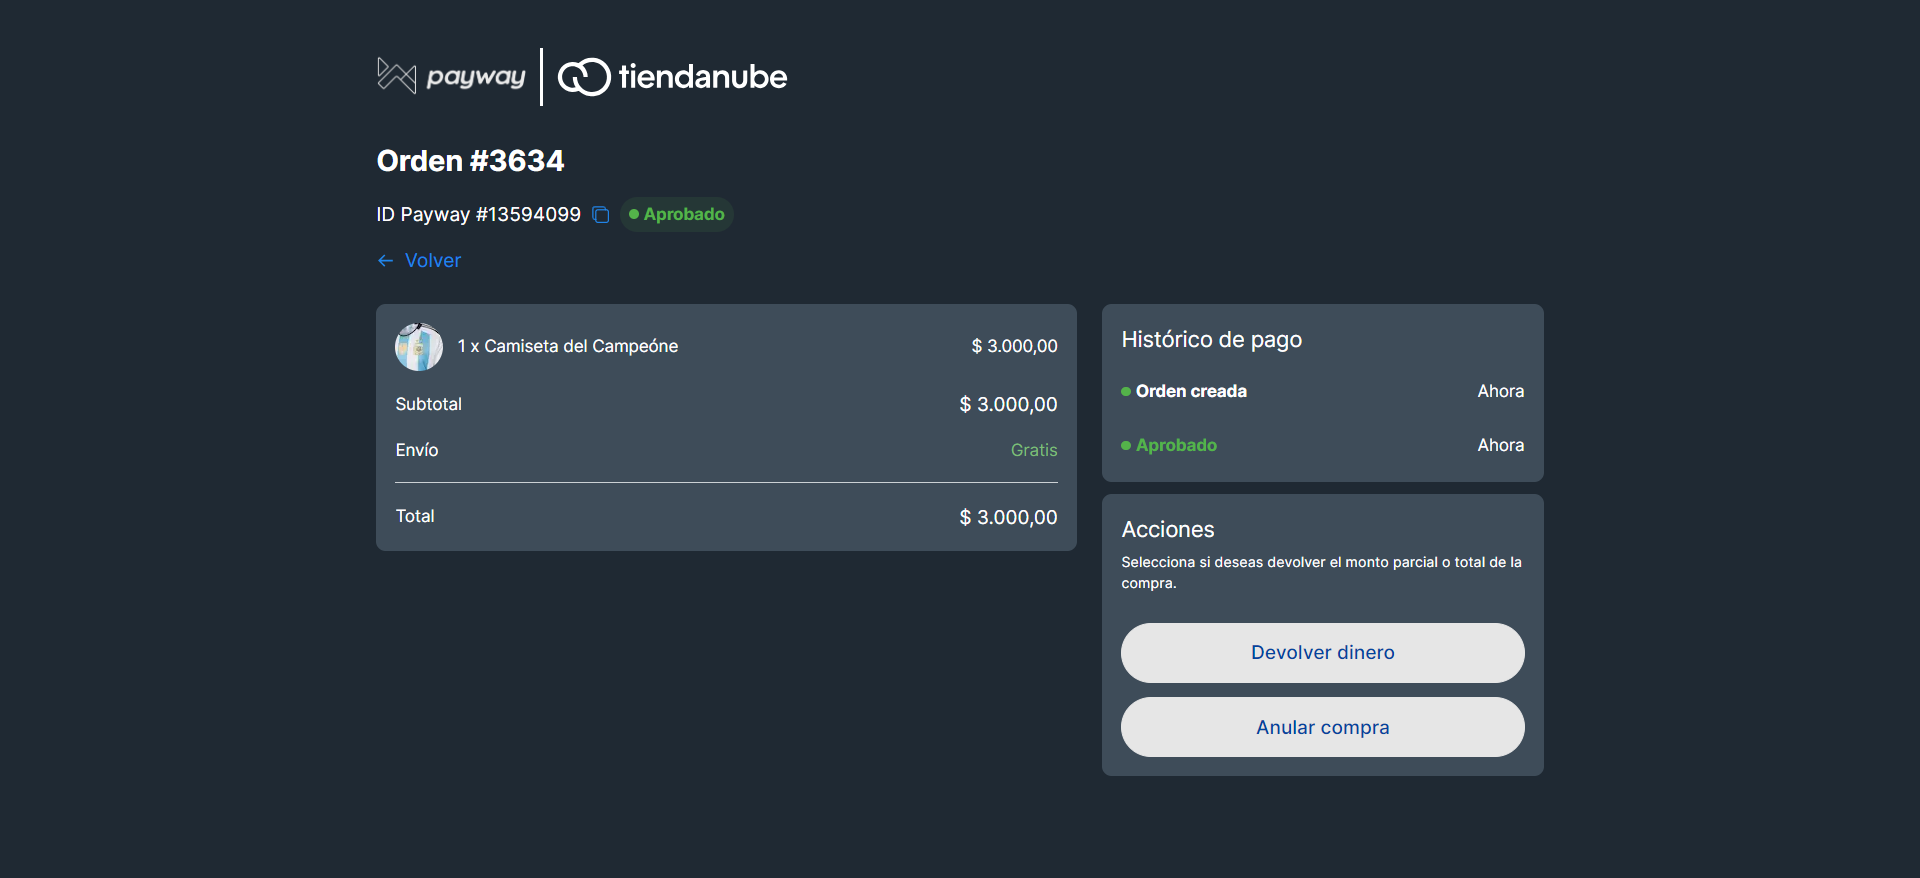 payway
tiendanube
Orden #3634
ID Payway #13594099
Aprobado
Volver
1 x Camiseta del Campeóne
$ 3.000,00
Subtotal
$ 3.000,00
Envío
Gratis
Total
$ 3.000,00
Histórico de pago
Orden creada
Ahora
Aprobado
Ahora
Acciones
Selecciona si deseas devolver el monto parcial o total de la
compra.
Devolver dinero
Anular compra